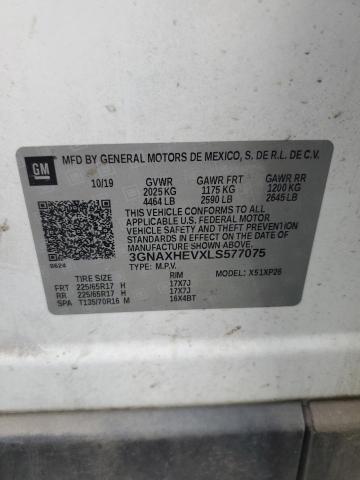 GM
MFD BY GENERAL MOTORS DE MEXICO, S. DE R.L. DE C.V.
10/19 GVWR GAWR FRT GAWR RR
2025 KG 1175 KG 1200 KG
4464 LB 2590 LB 2645 LB
THIS VEHICLE CONFORMS TO ALL APPLICABLE U.S. FEDERAL MOTOR
VEHICLE SAFETY, BUMPER, AND THEFT PREVENTION STANDARDS IN
EFFECT ON THE DATE OF MANUFACTURE SHOWN ABOVE.
0624 3GNAXHEVXLS577075
TYPE: M.P.V. MODEL: X51XP26
TIRE SIZE RIM
FRT 225/65R17 H 17X7J
RR 225/65R17 H 17X7J
SPA T135/70R16 M 16X4BT